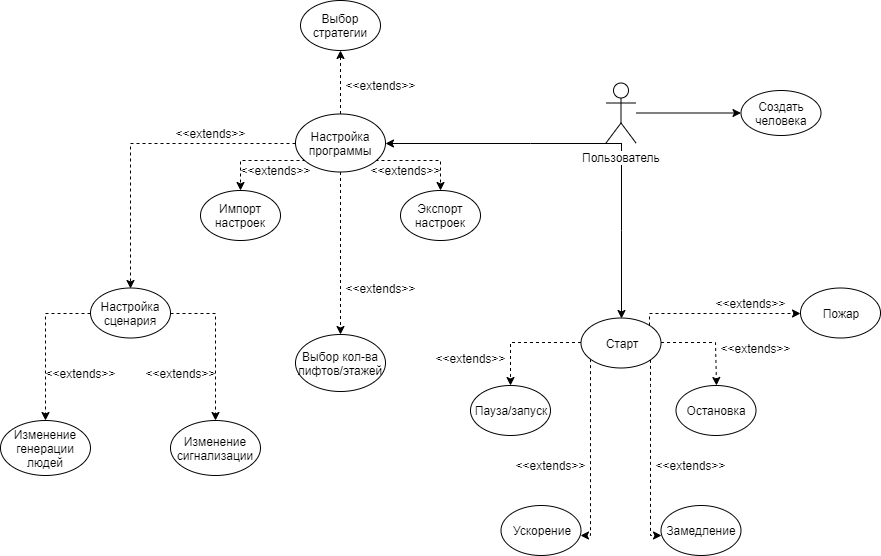 Выбор
стратегии
<<extends>>
Создать
человека
<<extends>>
Настройка
программы
Пользователь
<<extends>>
<<extends>>
Импорт
настроек
Экспорт
настроек
<<extends>>
<<extends>>
Настройка
сценария
Пожар
Старт
<<extends>>
<<extends>>
Выбор кол-ва
лифтов/этажей
<<extends>>
<<extends>>
Пауза/запуск
Остановка
Изменение
генерации
людей
Изменение
сигнализации
<<extends>>
<<extends>>
Ускорение
Замедление